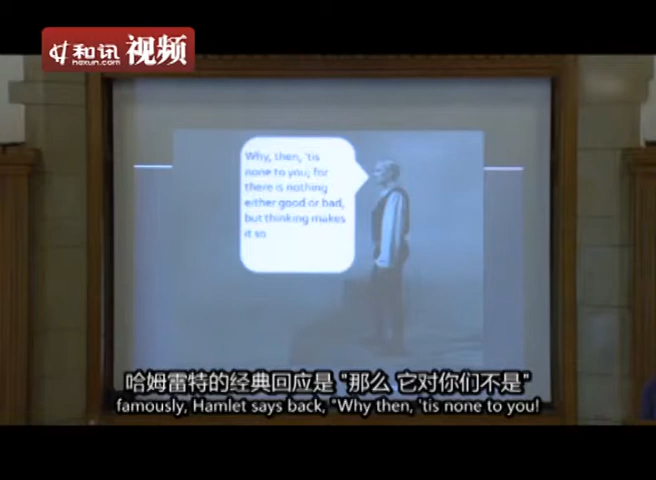 和讯 视频
hexun.com
Why, then, 'tis
none to you; for
there is nothing
either good or bad,
but thinking makes
it so
哈姆雷特的经典回应是 "那么 它对你们不是"
famously, Hamlet says back, "Why then, 'tis none to you!